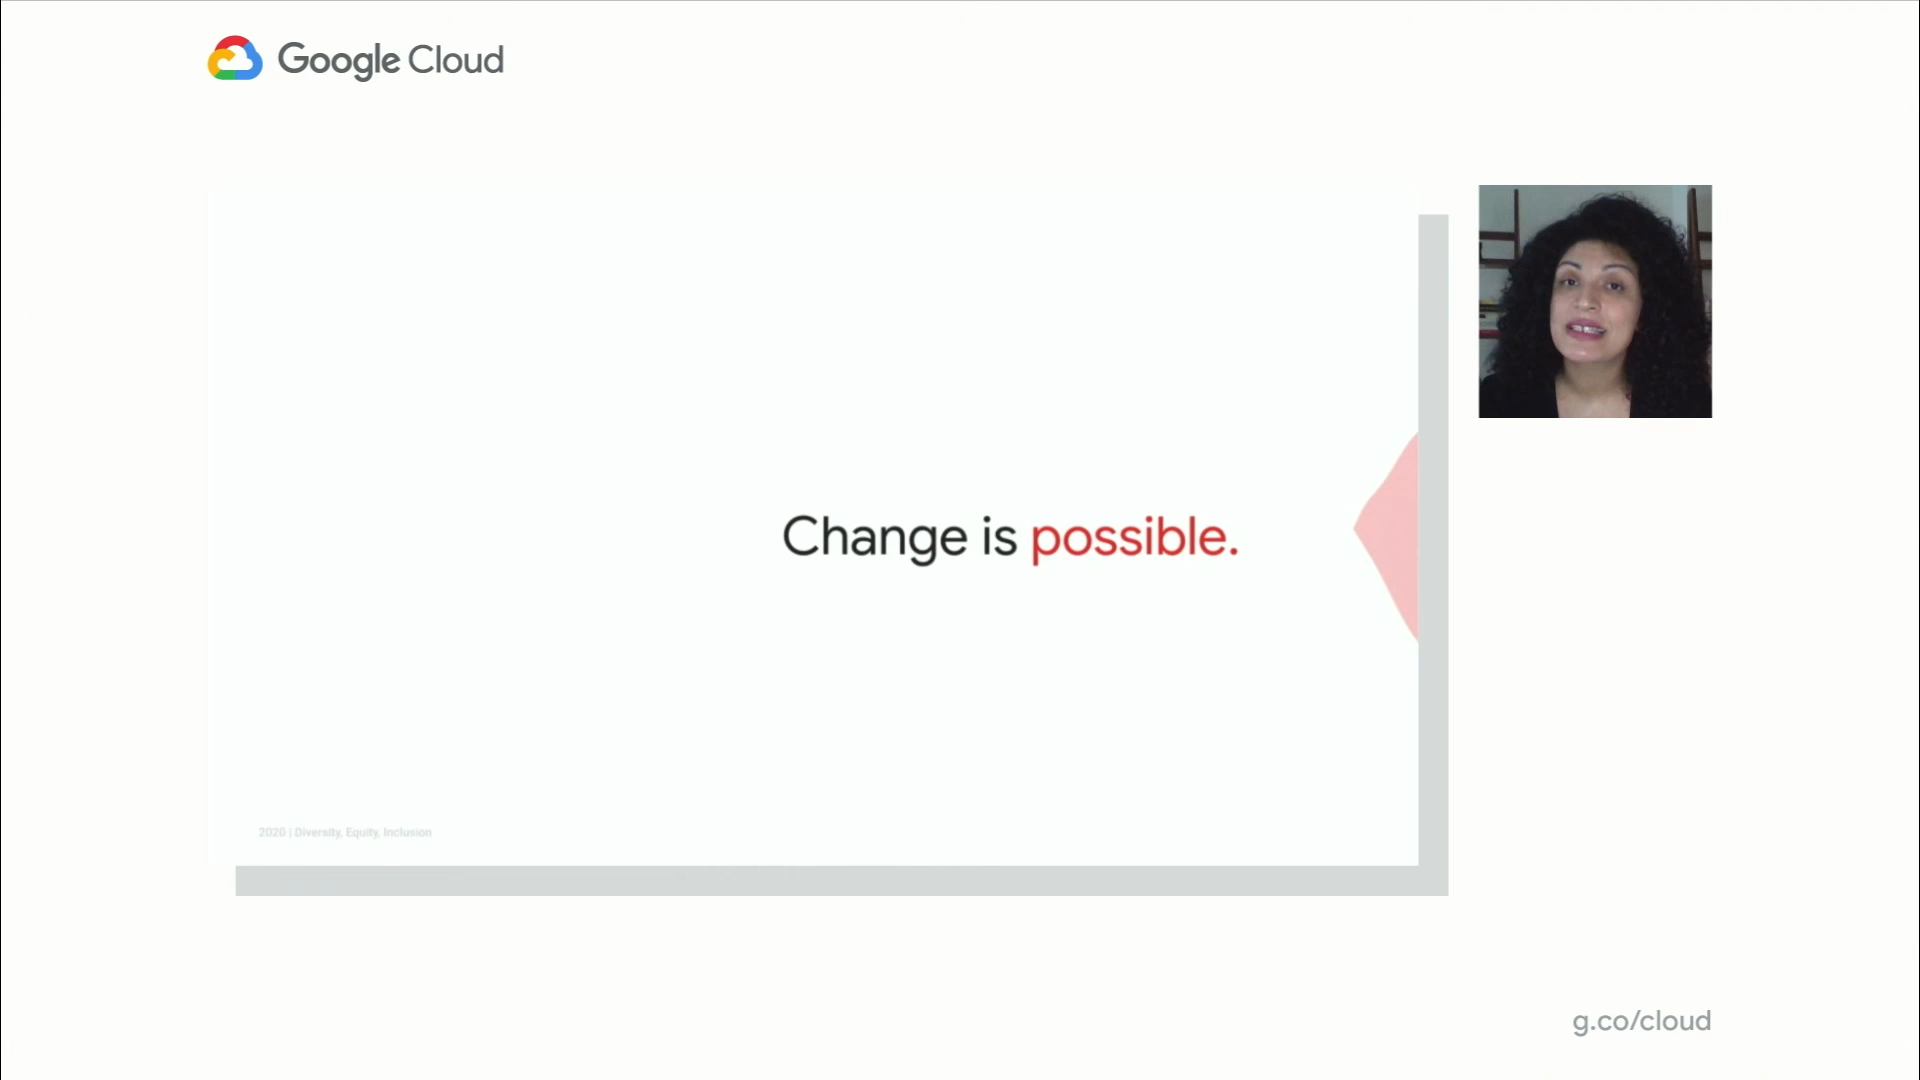 Google Cloud
Change is possible.
2020 | Diversity, Equity, Inclusion
g.co/cloud